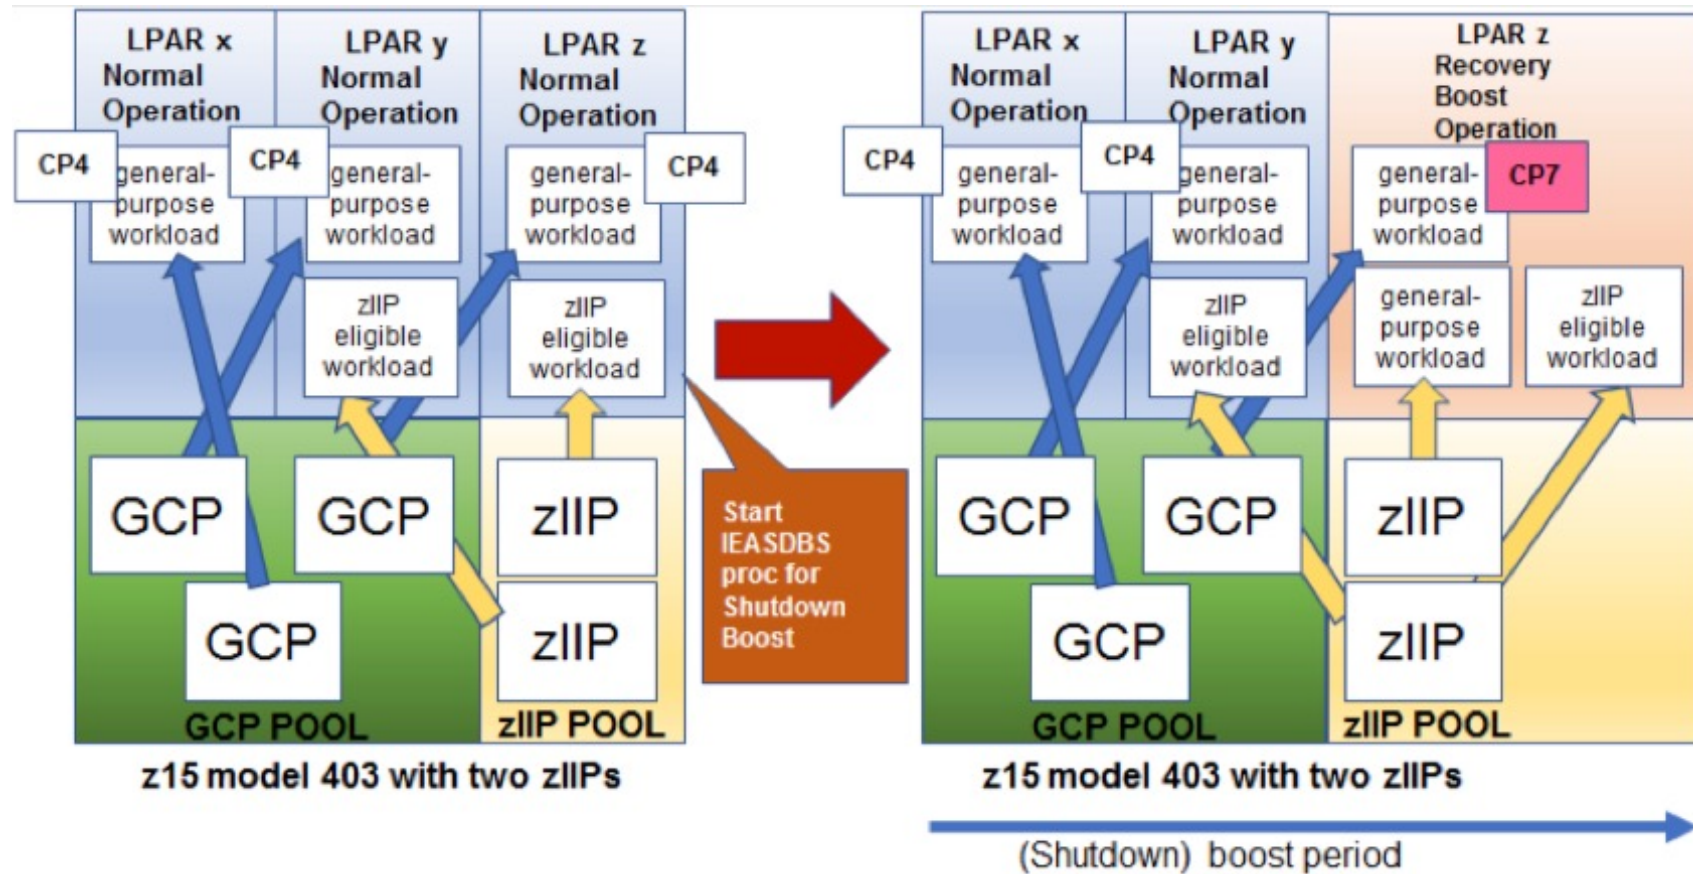 LPAR x
Normal
Operation
LPAR y
Normal
Operation
LPAR z
Normal
Operation
CP4
general-
purpose
workload
CP4
general-
purpose
workload
general-
purpose
workload
CP4
zIIP
eligible
workload
zIIP
eligible
workload
GCP
GCP
GCP
GCP POOL
zIIP
zIIP
zIIP POOL
z15 model 403 with two zIIPs
Start
IEASDBS
proc for
Shutdown
Boost
LPAR x
Normal
Operation
LPAR y
Normal
Operation
LPAR z
Recovery
Boost
Operation
CP4
general-
purpose
workload
CP4
general-
purpose
workload
general-
purpose
workload
CP7
zIIP
eligible
workload
general-
purpose
workload
zIIP
eligible
workload
GCP
GCP
GCP
GCP POOL
zIIP
zIIP
zIIP POOL
z15 model 403 with two zIIPs
(Shutdown) boost period